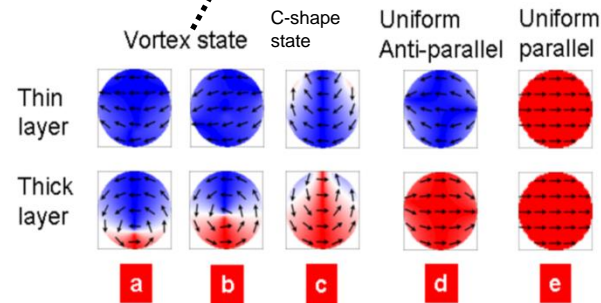 Vortex state
C-shape
state
Uniform
Anti-parallel
Uniform
parallel
Thin
layer
Thick
layer
a b c d e